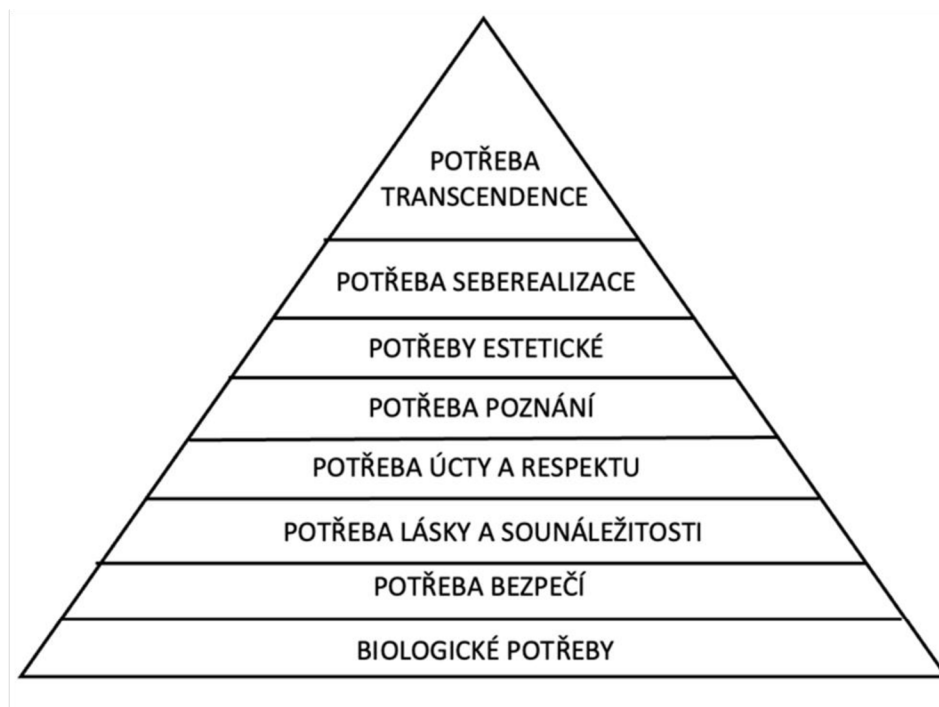 POTŘEBA
TRANSCENDENCE
POTŘEBA SEBEREALIZACE
POTŘEBY ESTETICKÉ
POTŘEBA POZNÁNÍ
POTŘEBA ÚCTY A RESPEKTU
POTŘEBA LÁSKY A SOUNÁLEŽITOSTI
POTŘEBA BEZPEČÍ
BIOLOGICKÉ POTŘEBY